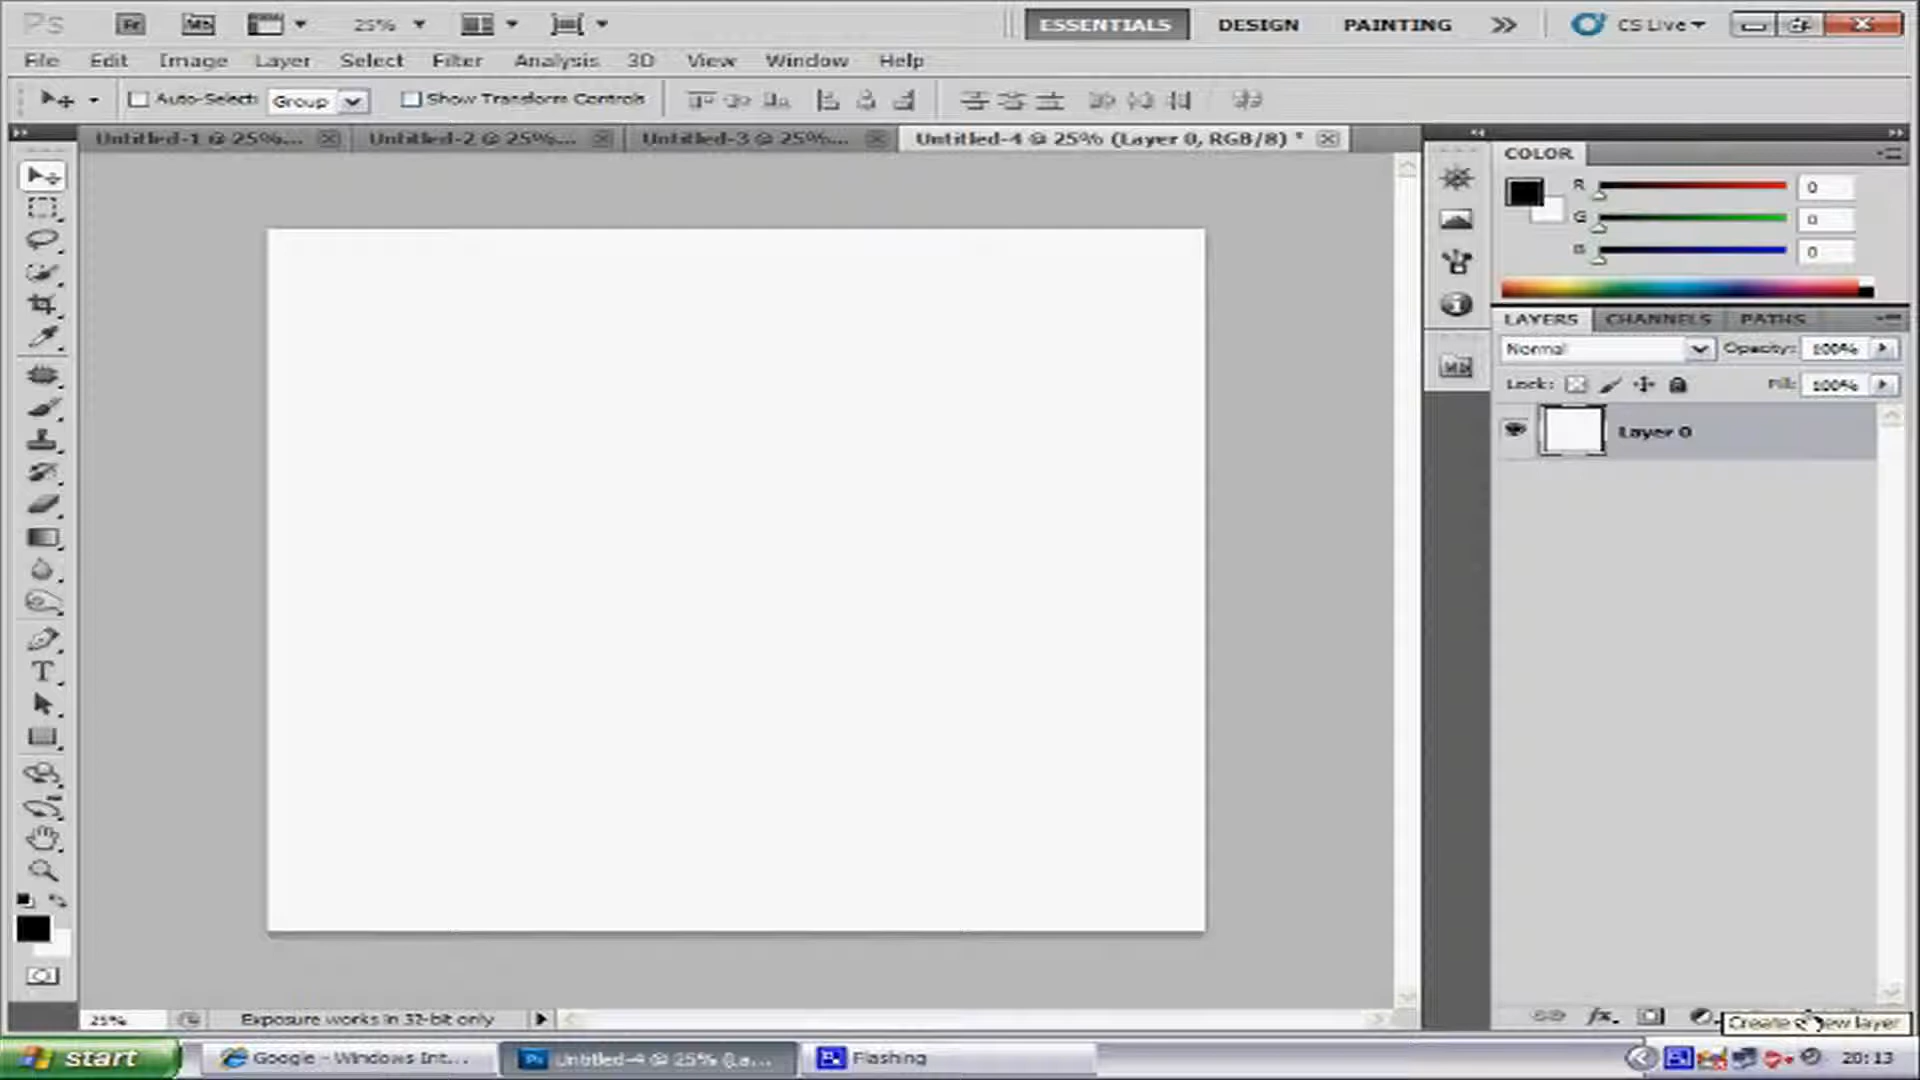 Ps Br Mb 25% ESSENTIALS DESIGN PAINTING CS Live
File Edit Image Layer Select Filter Analysis 3D View Window Help
Auto-Select: Group Show Transform Controls
Untitled-1 @ 25%... Untitled-2 @ 25%... Untitled-3 @ 25%... Untitled-4 @ 25% (Layer 0, RGB/8) *
COLOR
R 0
G 0
B 0
LAYERS CHANNELS PATHS
Normal Opacity: 100%
Lock: Fill: 100%
Layer 0
T
25% Exposure works in 32-bit only
fx.
Create new layer
start Google - Windows Int... Ps Untitled-4 @ 25% (La... Flashing 20:13